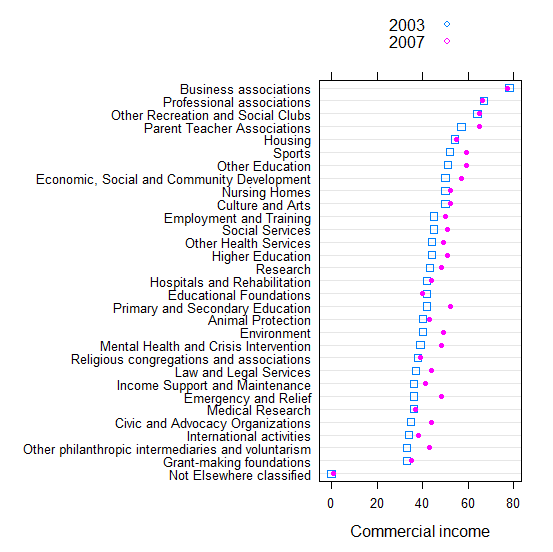 2003
2007
Business associations
Professional associations
Other Recreation and Social Clubs
Parent Teacher Associations
Housing
Sports
Other Education
Economic, Social and Community Development
Nursing Homes
Culture and Arts
Employment and Training
Social Services
Other Health Services
Higher Education
Research
Hospitals and Rehabilitation
Educational Foundations
Primary and Secondary Education
Animal Protection
Environment
Mental Health and Crisis Intervention
Religious congregations and associations
Law and Legal Services
Income Support and Maintenance
Emergency and Relief
Medical Research
Civic and Advocacy Organizations
International activities
Other philanthropic intermediaries and voluntarism
Grant-making foundations
Not Elsewhere classified
0 20 40 60 80
Commercial income